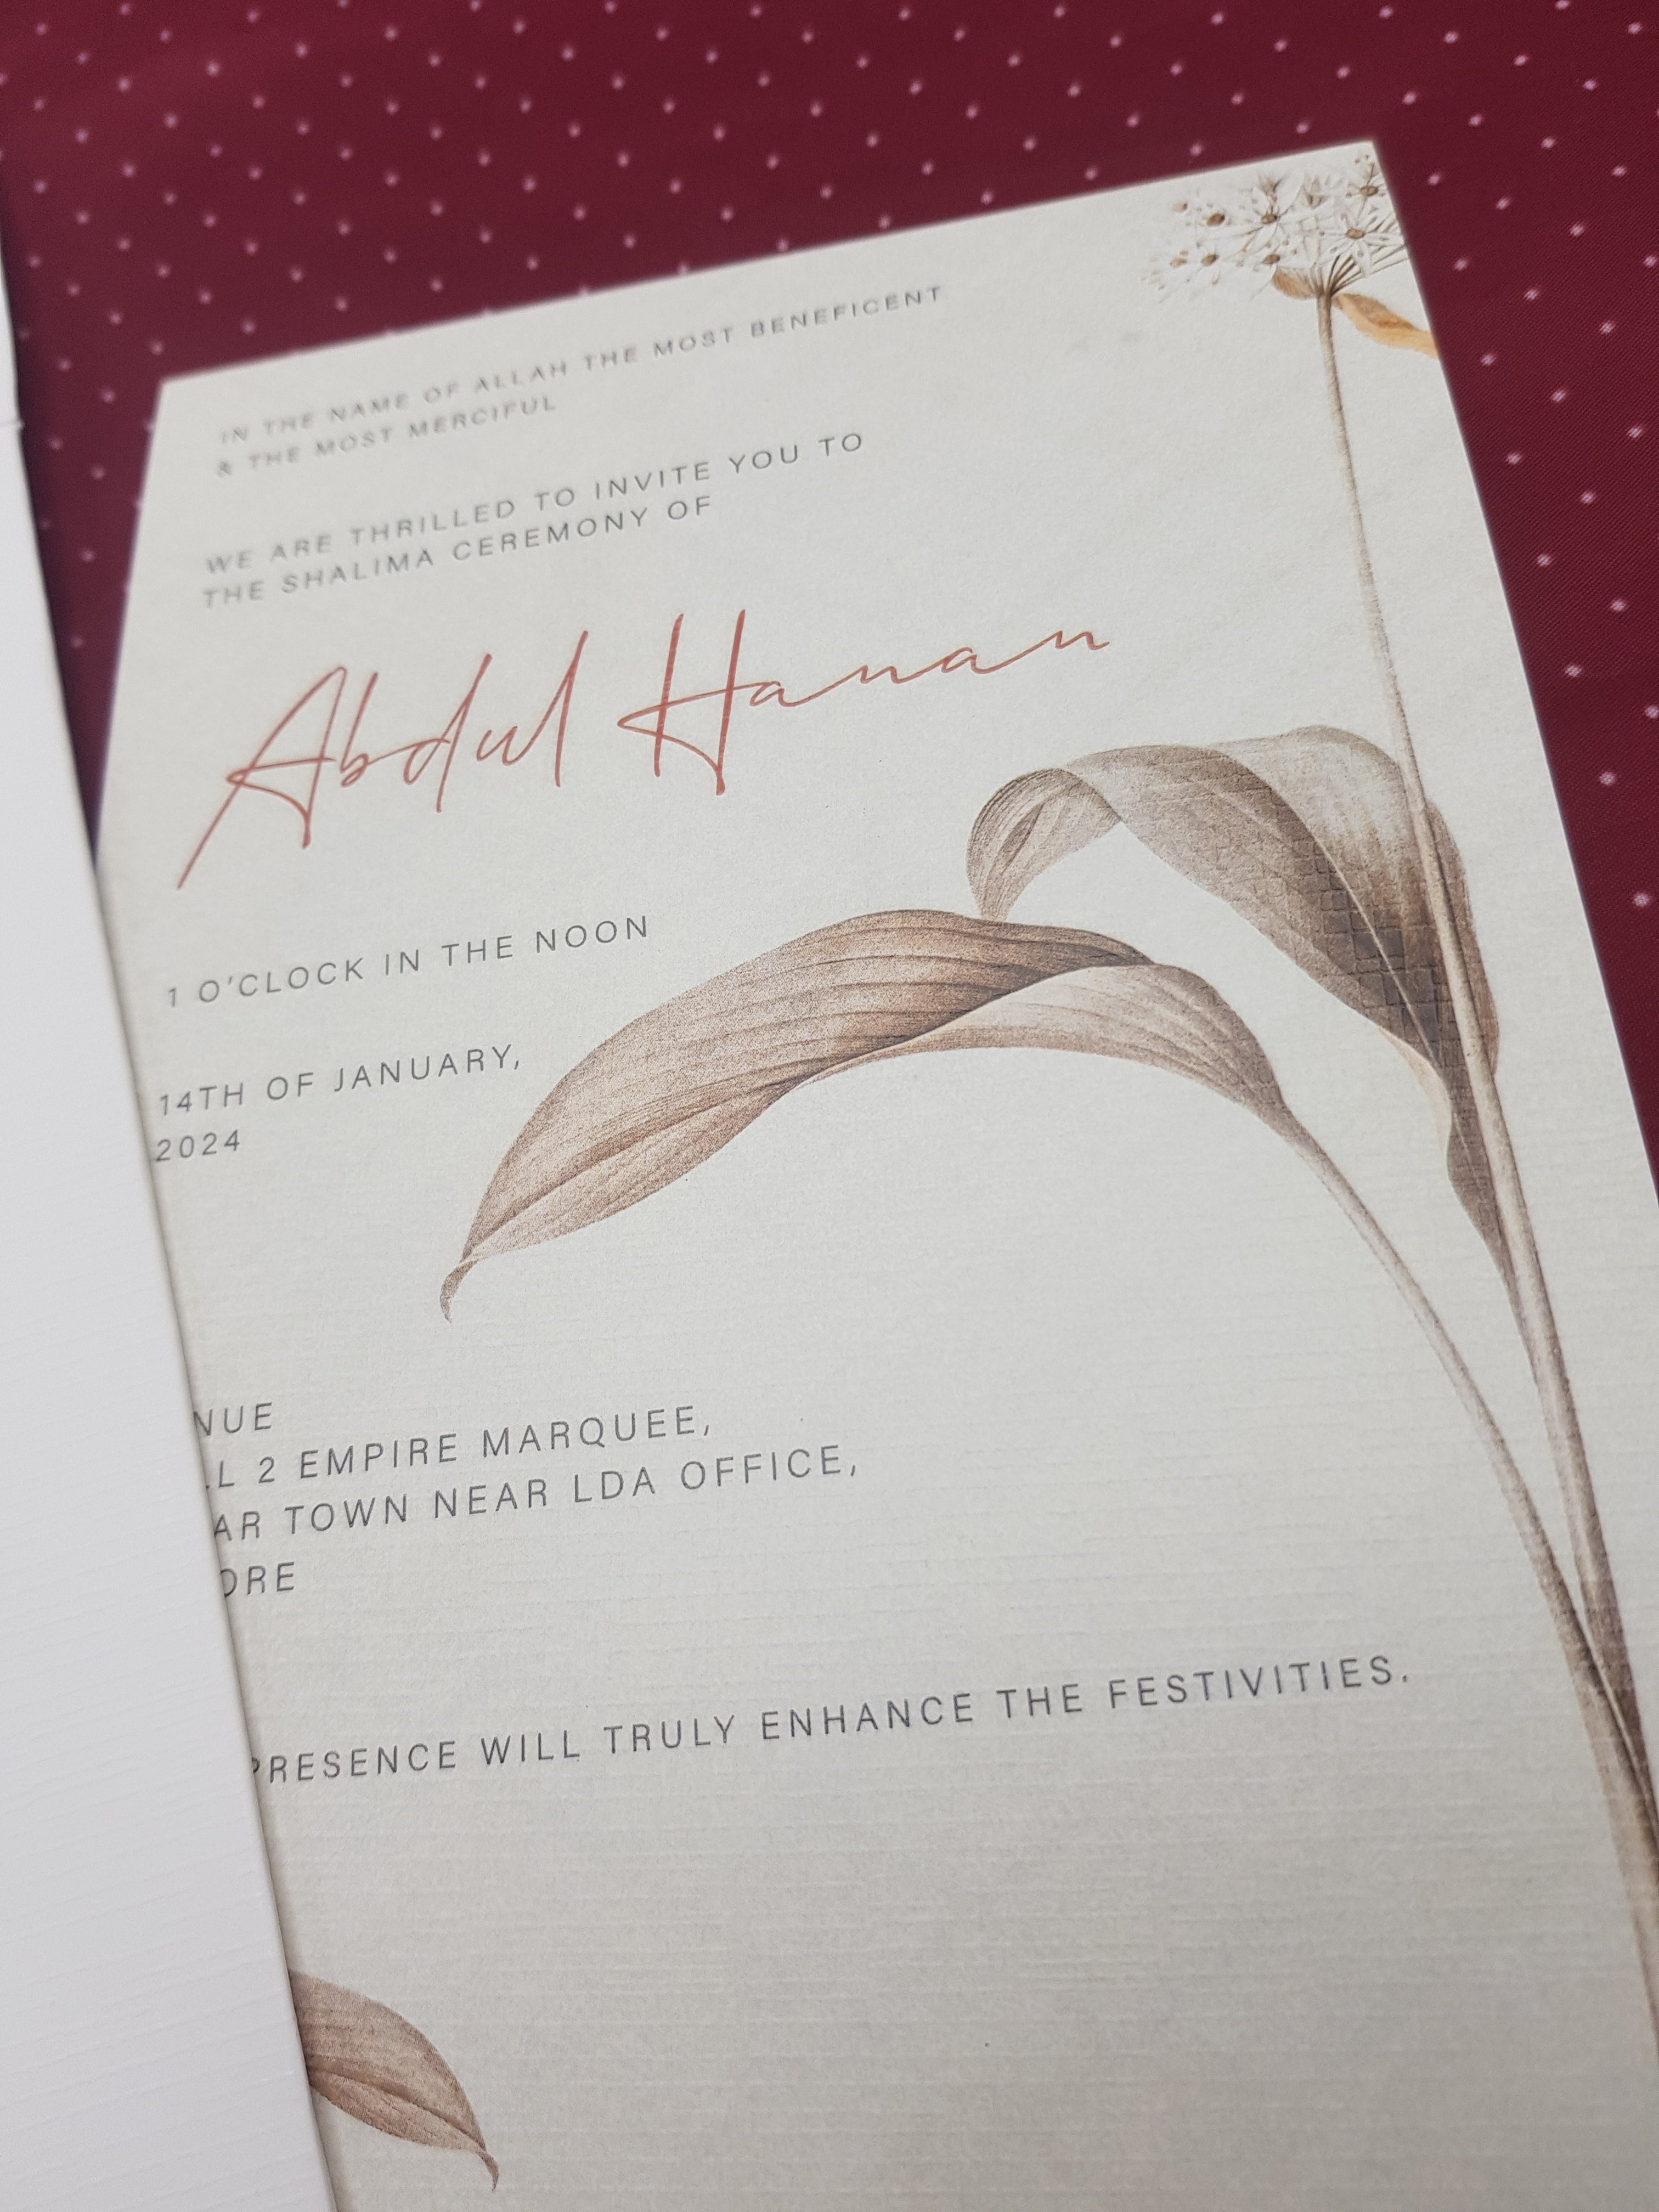 IN THE NAME OF ALLAH THE MOST BENEFICENT
& THE MOST MERCIFUL
WE ARE THRILLED TO INVITE YOU TO
THE SHALIMA CEREMONY OF
Abdul Hanan
1 O'CLOCK IN THE NOON
14TH OF JANUARY,
2024
NUE
L 2 EMPIRE MARQUEE,
AR TOWN NEAR LDA OFFICE,
ORE
PRESENCE WILL TRULY ENHANCE THE FESTIVITIES.